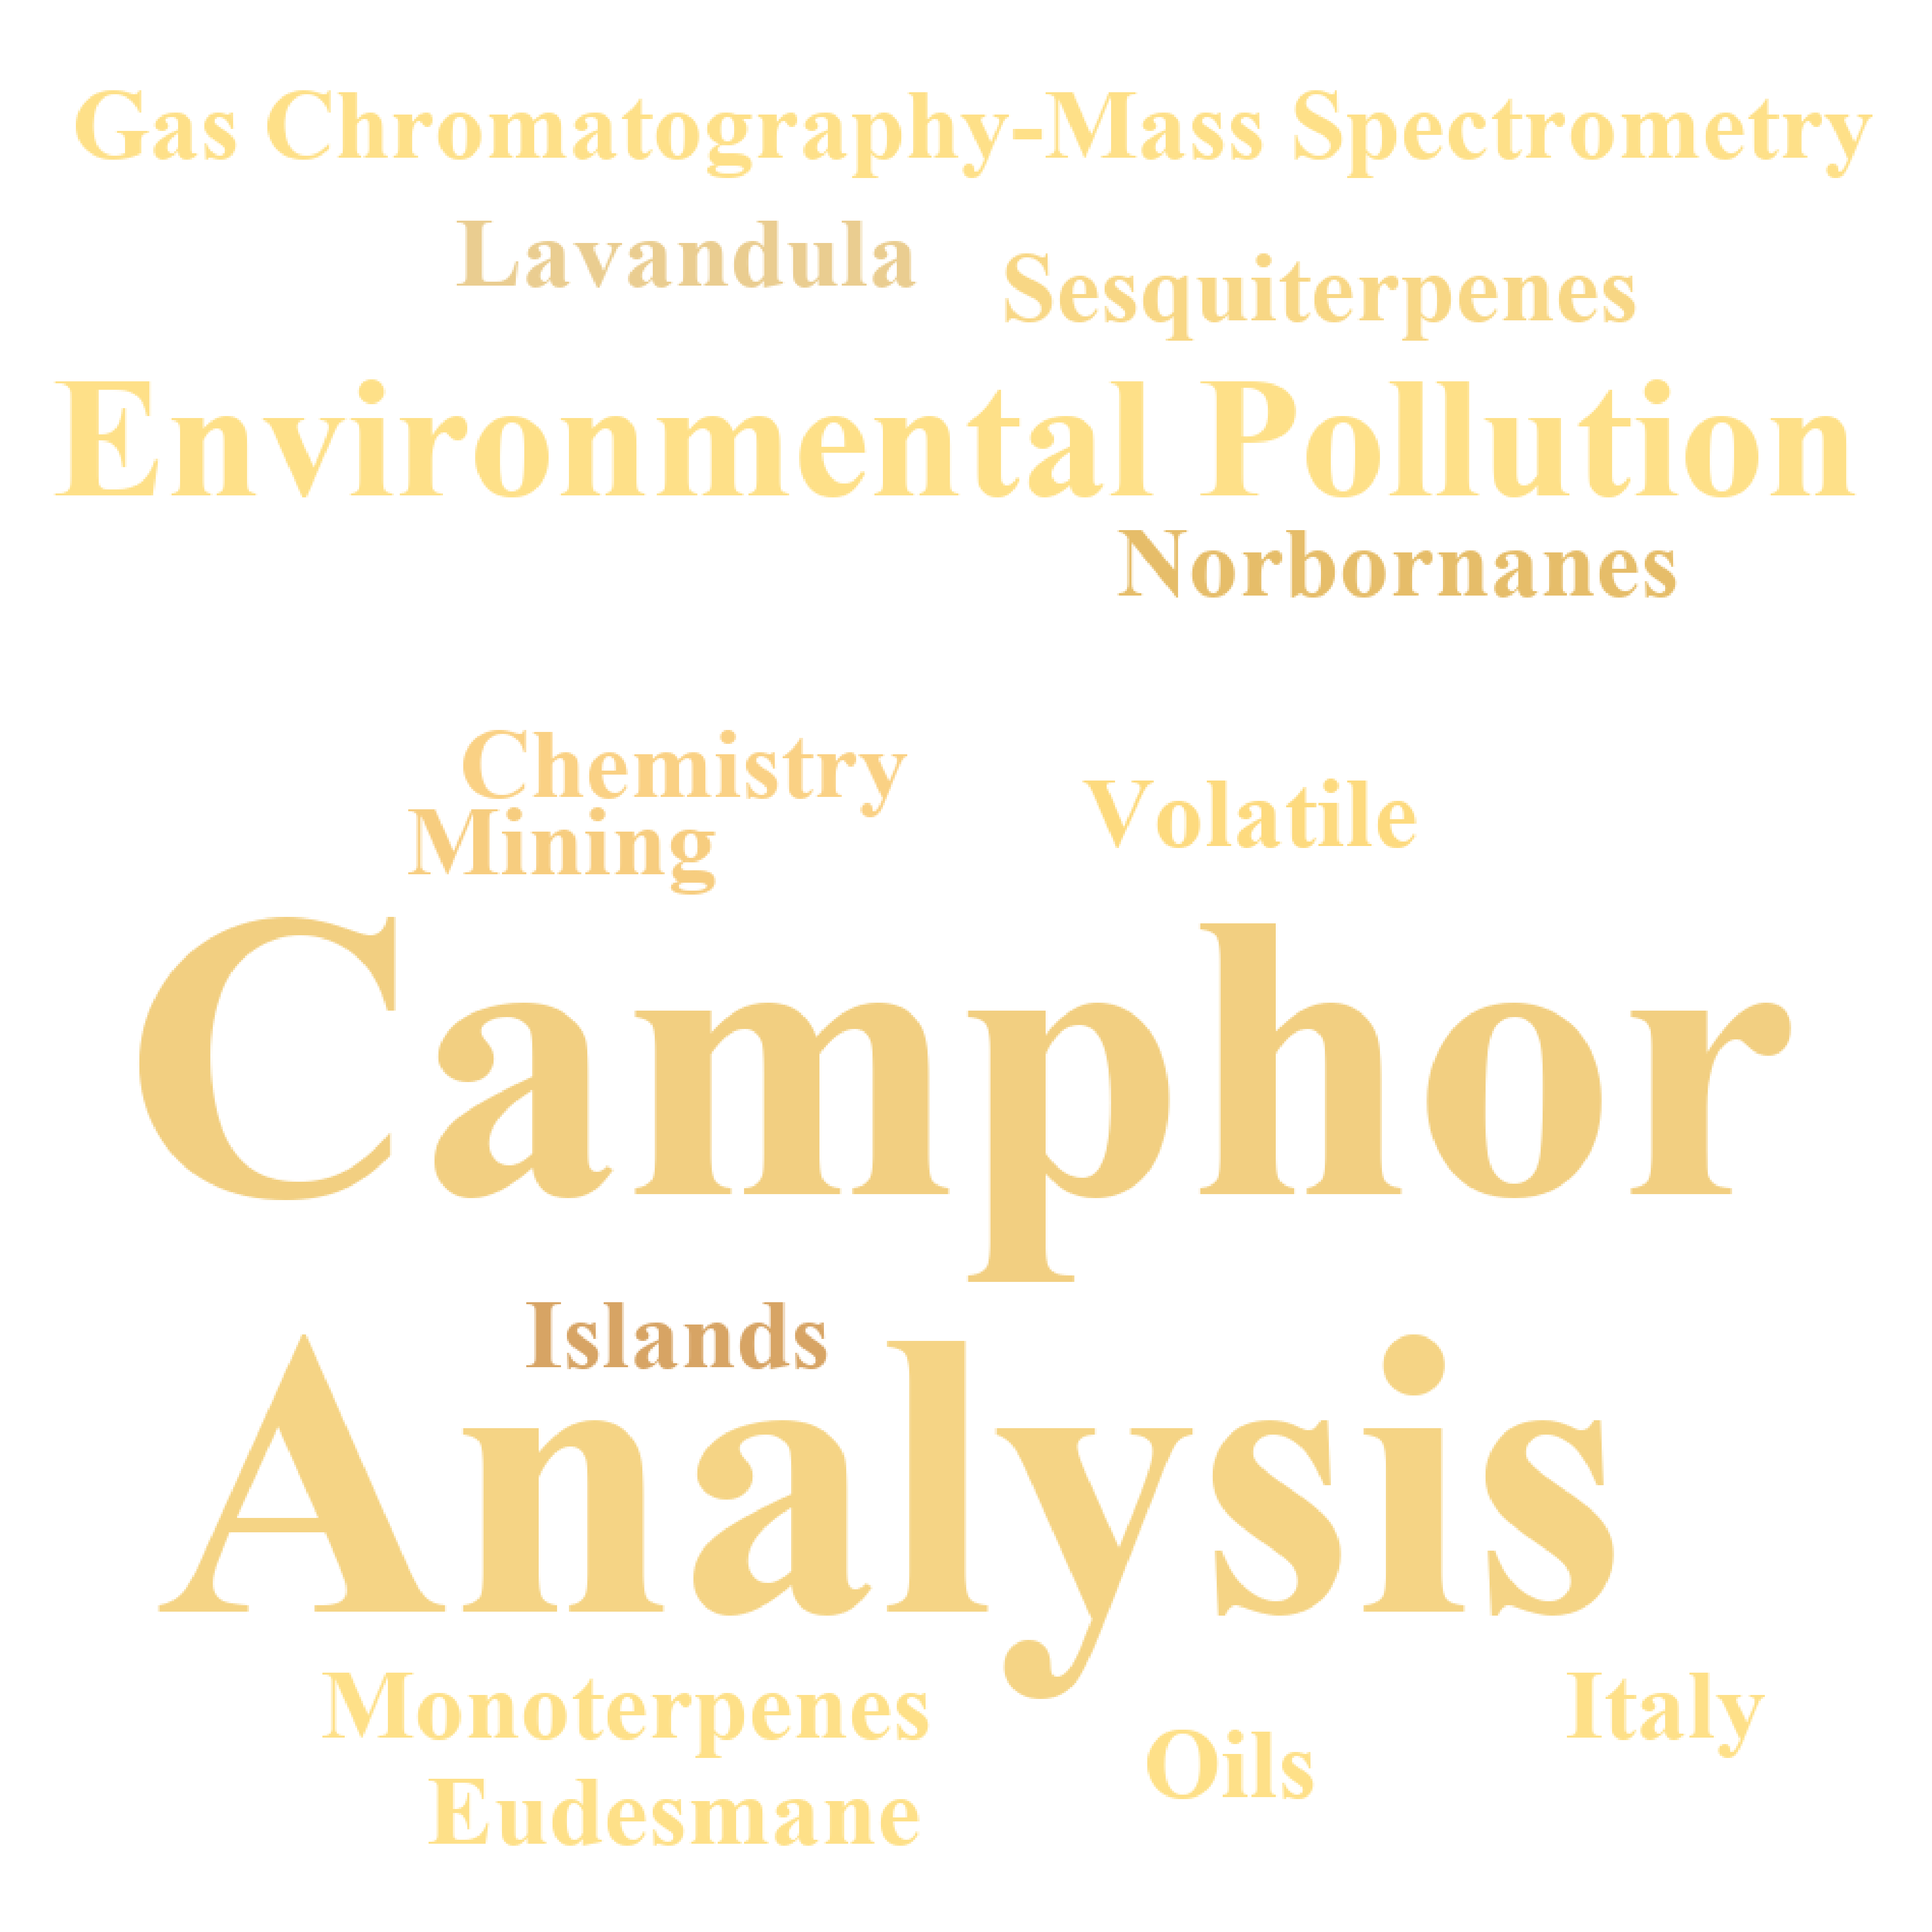 Gas Chromatography-Mass Spectrometry
Lavandula
Sesquiterpenes
Environmental Pollution
Norbornanes
Chemistry
Volatile
Mining
Camphor
Islands
Analysis
Monoterpenes
Italy
Oils
Eudesmane